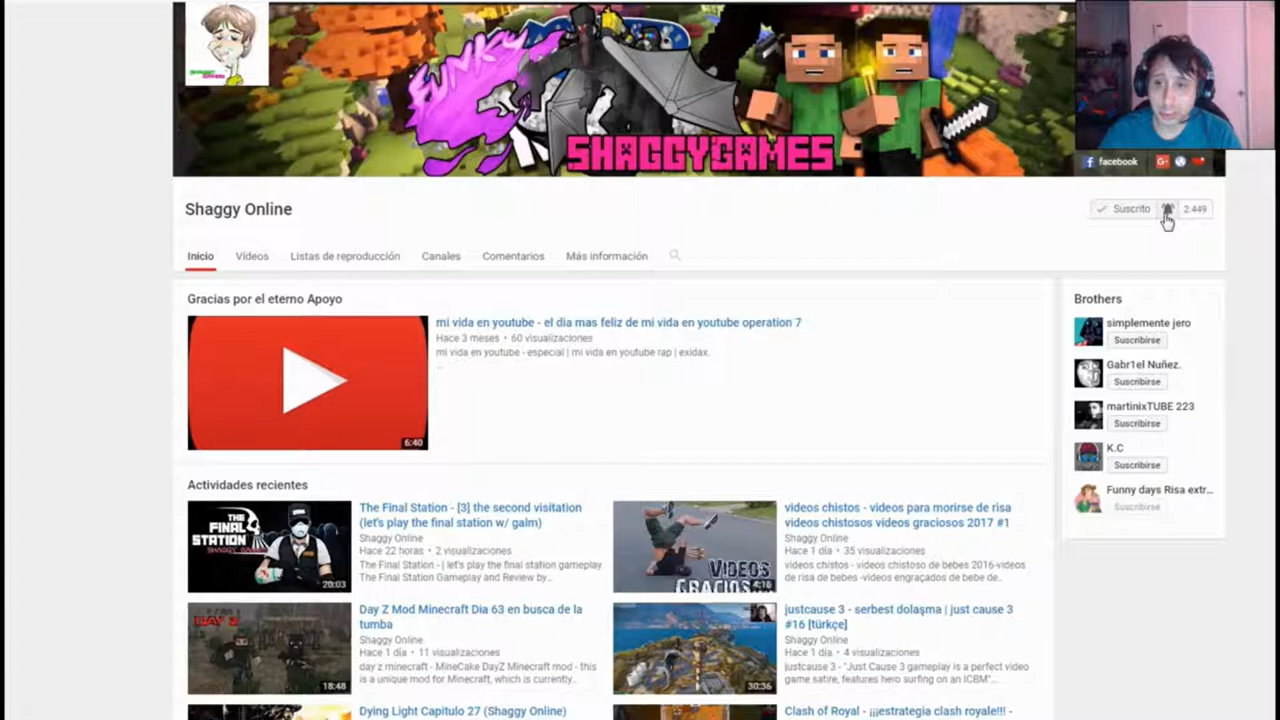 SHAGGYGAMES
facebook
Shaggy Online
Suscrito
2.449
Inicio
Vídeos
Listas de reproducción
Canales
Comentarios
Más información
Gracias por el eterno Apoyo
mi vida en youtube - el dia mas feliz de mi vida en youtube operation 7
Hace 3 meses • 60 visualizaciones
mi vida en youtube - especial | mi vida en youtube rap | exidax.
...
6:40
Brothers
simplemente jero
Suscribirse
Gabr1el Nuñez.
Suscribirse
martinixTUBE 223
Suscribirse
K.C
Suscribirse
Funny days Risa extr...
Suscribirse
Actividades recientes
THE FINAL STATION
20:03
The Final Station - [3] the second visitation
(let's play the final station w/ galm)
Shaggy Online
Hace 22 horas • 2 visualizaciones
The Final Station - | let's play the final station gameplay
The Final Station Gameplay and Review by...
VIDEOS
4:16
videos chistos - videos para morirse de risa
videos chistosos videos graciosos 2017 #1
Shaggy Online
Hace 1 día • 35 visualizaciones
videos chistos - videos chistoso de bebes 2016-videos
de risa de bebes -videos engraçados de bebe de...
18:48
Day Z Mod Minecraft Dia 63 en busca de la
tumba
Shaggy Online
Hace 1 día • 11 visualizaciones
day z minecraft - MineCake DayZ Minecraft mod - this
is a unique mod for Minecraft, which is currently...
30:36
justcause 3 - serbest dolaşma | just cause 3
#16 [türkçe]
Shaggy Online
Hace 1 día • 4 visualizaciones
justcause 3 - "Just Cause 3 gameplay is a perfect video
game satire, features hero surfing on an ICBM"...
Dying Light Capitulo 27 (Shaggy Online)
Clash of Royal - ¡¡¡estrategia clash royale!!! -